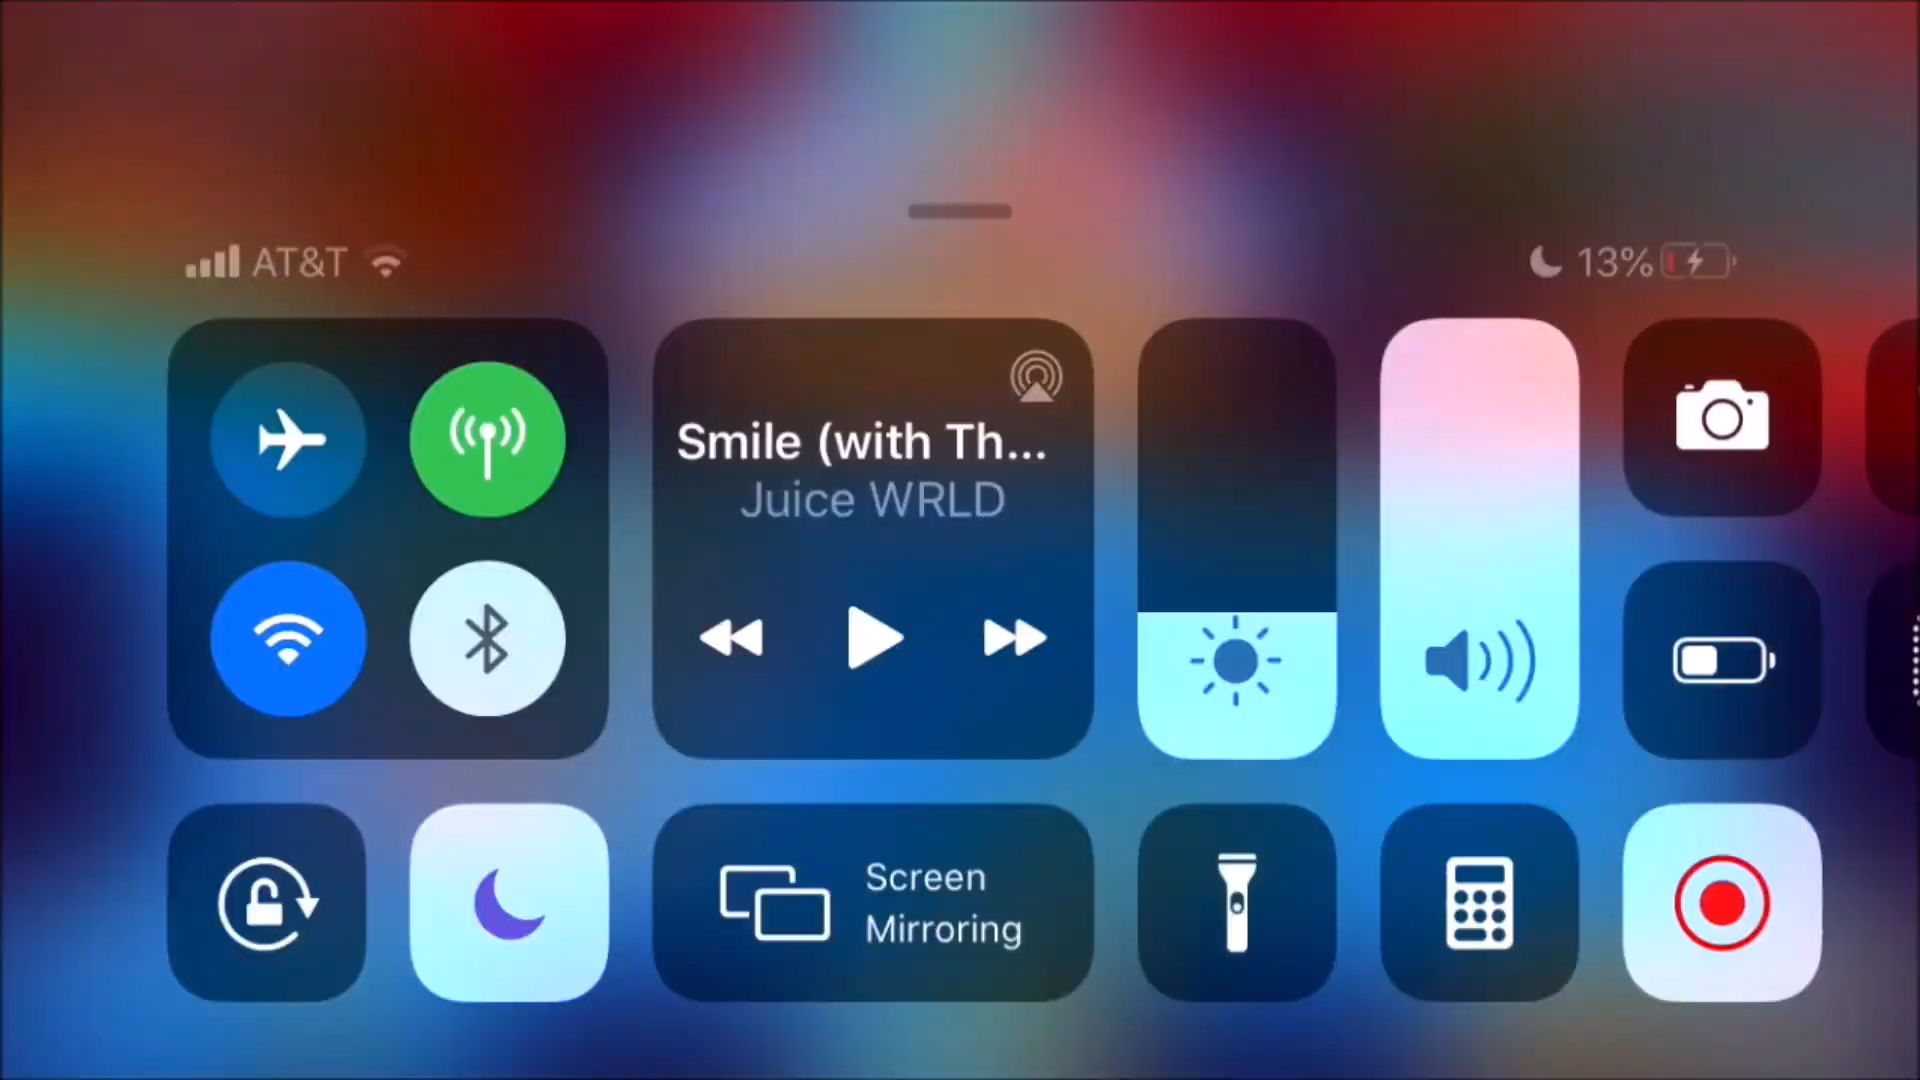 AT&T
13%
Smile (with Th...
Juice WRLD
Screen
Mirroring